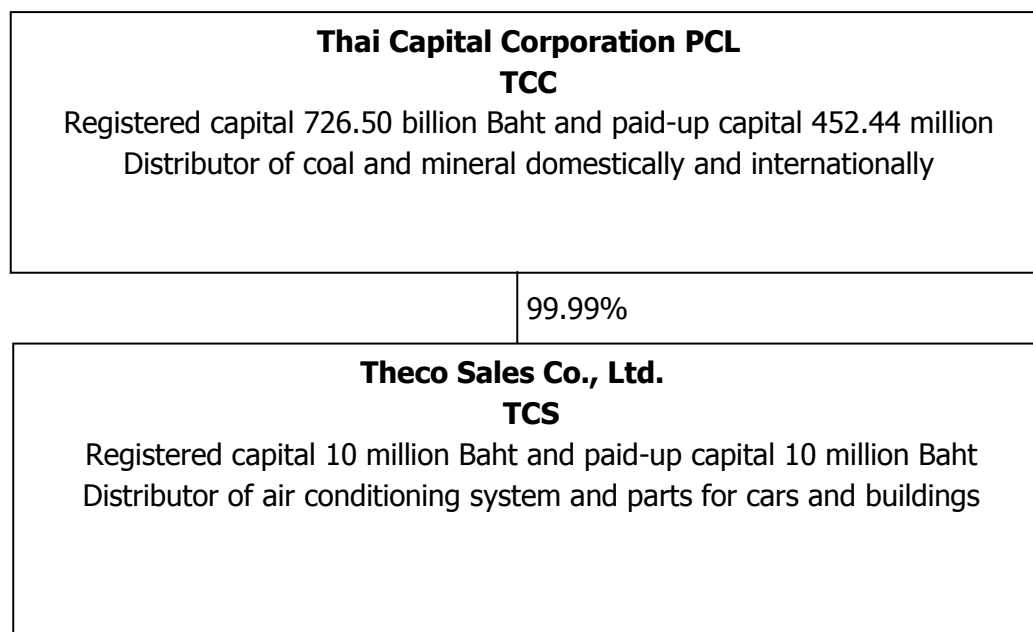 Thai Capital Corporation PCL
TCC
Registered capital 726.50 billion Baht and paid-up capital 452.44 million
Distributor of coal and mineral domestically and internationally
99.99%
Theco Sales Co., Ltd.
TCS
Registered capital 10 million Baht and paid-up capital 10 million Baht
Distributor of air conditioning system and parts for cars and buildings